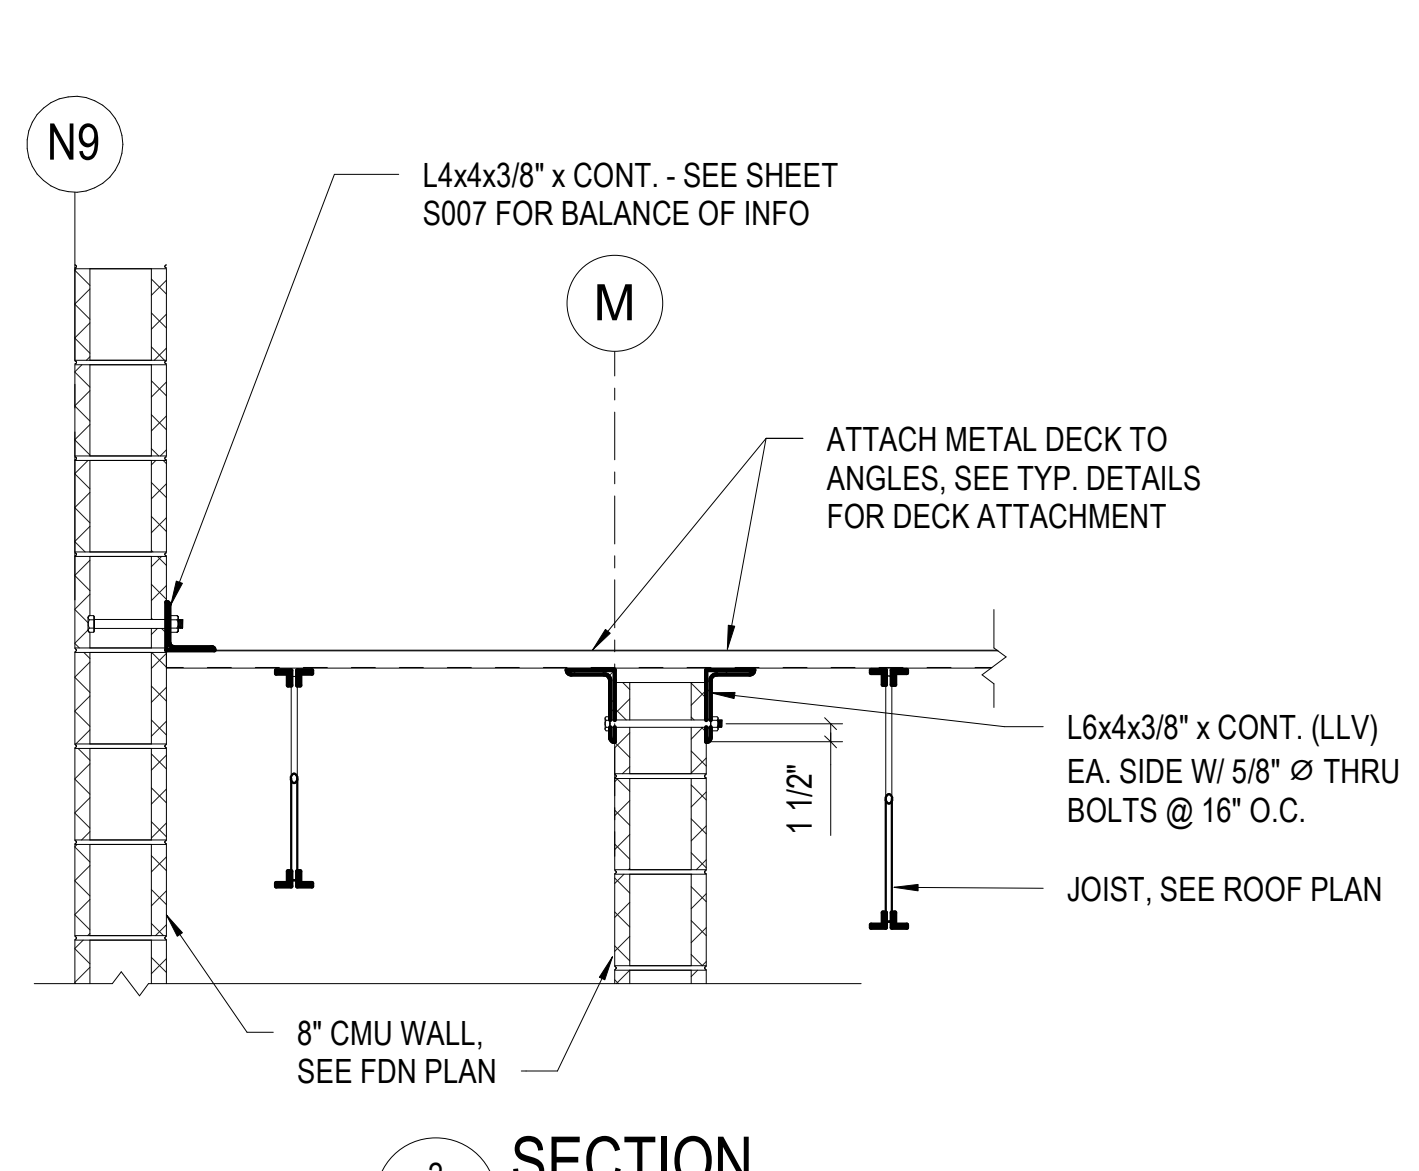 N9
L4x4x3/8" x CONT. - SEE SHEET
S007 FOR BALANCE OF INFO
M
ATTACH METAL DECK TO
ANGLES, SEE TYP. DETAILS
FOR DECK ATTACHMENT
L6x4x3/8" x CONT. (LLV)
EA. SIDE W/ 5/8" ∅ THRU
BOLTS @ 16" O.C.
1 1/2"
JOIST, SEE ROOF PLAN
8" CMU WALL,
SEE FDN PLAN
SECTION